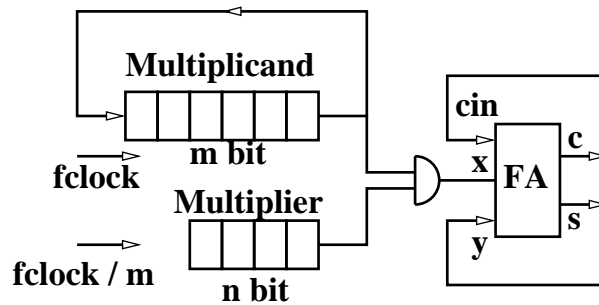 Multiplicand
m bit
fclock
Multiplier
n bit
fclock / m
cin
x
y
FA
c
s